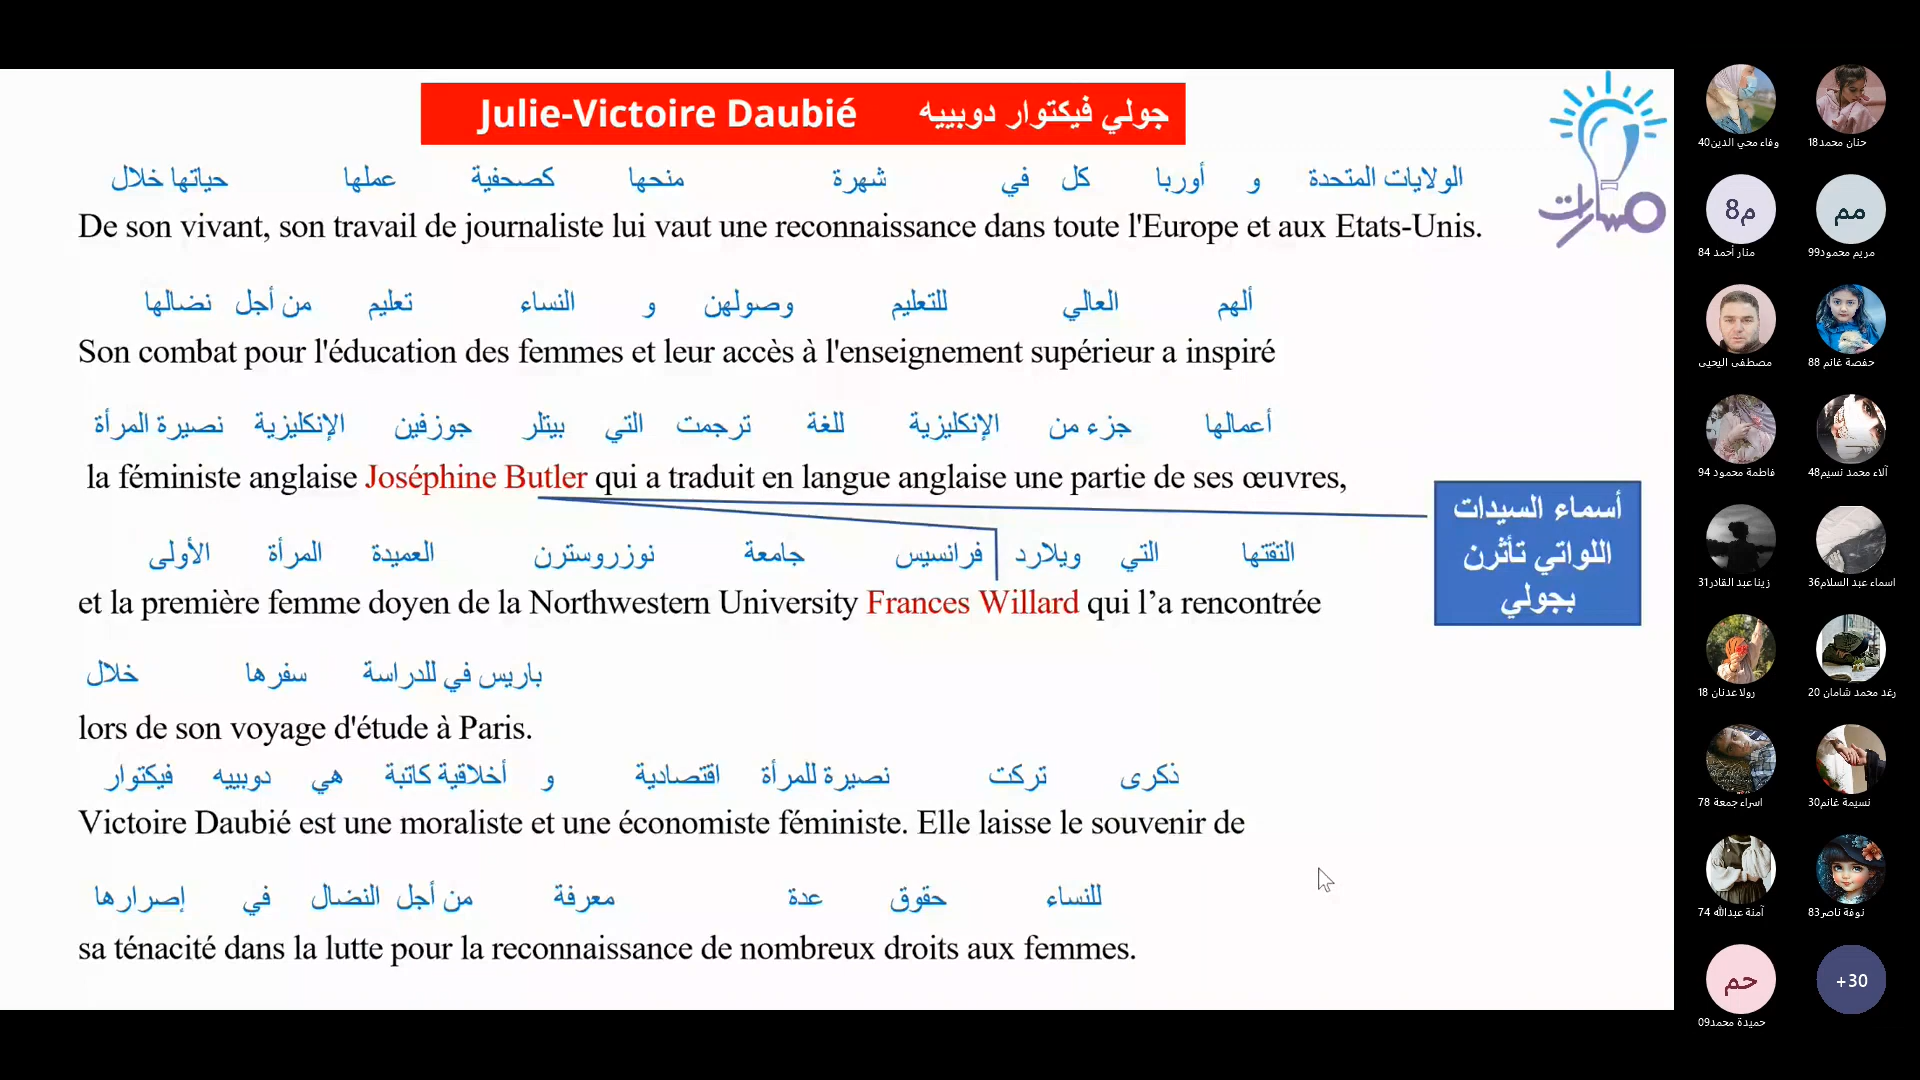 Julie-Victoire Daubié جولي فيكتوار دوبييه
حياتها خلال عملها كصحفية منحها شهرة في كل أوربا و الولايات المتحدة
De son vivant, son travail de journaliste lui vaut une reconnaissance dans toute l'Europe et aux Etats-Unis.
نضالها من أجل تعليم النساء و وصولهن للتعليم العالي ألهم
Son combat pour l'éducation des femmes et leur accès à l'enseignement supérieur a inspiré
نصيرة المرأة الإنكليزية جوزفين بيتلر التي ترجمت للغة الإنكليزية جزء من أعمالها
la féministe anglaise Joséphine Butler qui a traduit en langue anglaise une partie de ses œuvres,
الأولى المرأة العميدة نوزروسترن جامعة فرانسيس ويلارد التي التقتها
et la première femme doyen de la Northwestern University Frances Willard qui l’a rencontrée
خلال سفرها باريس في للدراسة
lors de son voyage d'étude à Paris.
فيكتوار دوبييه هي أخلاقية كاتبة و اقتصادية نصيرة للمرأة تركت ذكرى
Victoire Daubié est une moraliste et une économiste féministe. Elle laisse le souvenir de
إصرارها في النضال من أجل معرفة عدة حقوق للنساء
sa ténacité dans la lutte pour la reconnaissance de nombreux droits aux femmes.
أسماء السيدات
اللواتي تأثرن
بجولي
مسارات
وفاء محي الدين40
حنان محمد18
م8
مم
منار أحمد 84
مريم محمود99
مصطفى اليحيى
حفصة غانم 88
فاطمة محمود 94
آلاء محمد نسيم48
زينا عبد القادر31
اسماء عبد السلام36
رولا عدنان 18
رغد محمد شامان 20
اسراء جمعة 78
نسيمة غانم30
آمنة عبدالله 74
نوفة ناصر83
حم
+30
حميدة محمد09